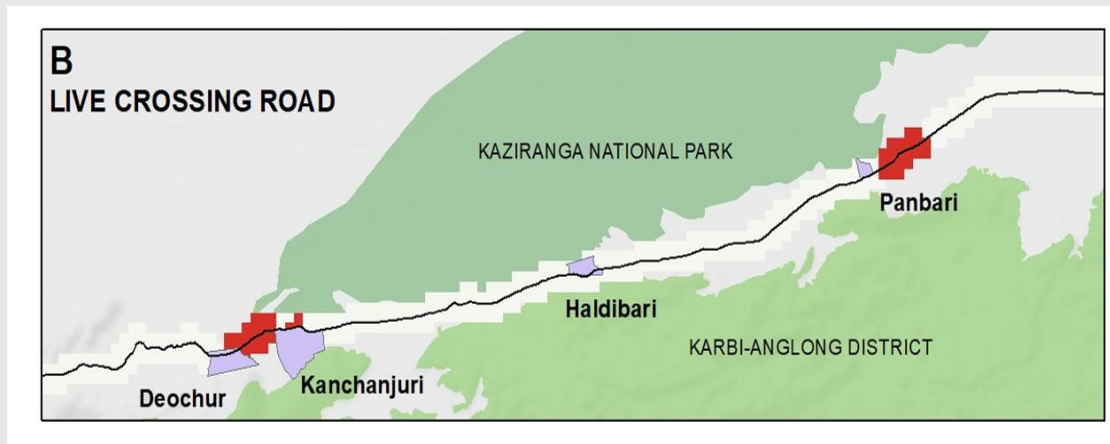 B
LIVE CROSSING ROAD
KAZIRANGA NATIONAL PARK
Panbari
Haldibari
KARBI-ANGLONG DISTRICT
Kanchanjuri
Deochur